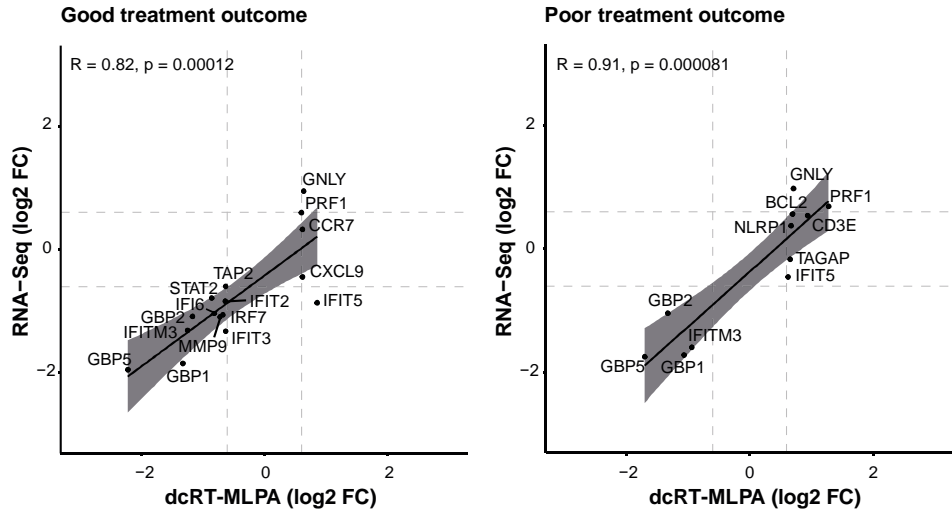 Good treatment outcome
R = 0.82, p = 0.00012
RNA−Seq (log2 FC)
2
0
−2
GNLY
PRF1
CCR7
CXCL9
TAP2
STAT2
IFIT2
IFIT5
IFI6
GBP2
IRF7
IFITM3
IFIT3
MMP9
GBP5
GBP1
−2
0
2
dcRT-MLPA (log2 FC)
Poor treatment outcome
R = 0.91, p = 0.000081
RNA−Seq (log2 FC)
2
0
−2
GNLY
PRF1
BCL2
NLRP1
CD3E
TAGAP
IFIT5
GBP2
IFITM3
GBP5
GBP1
−2
0
2
dcRT-MLPA (log2 FC)